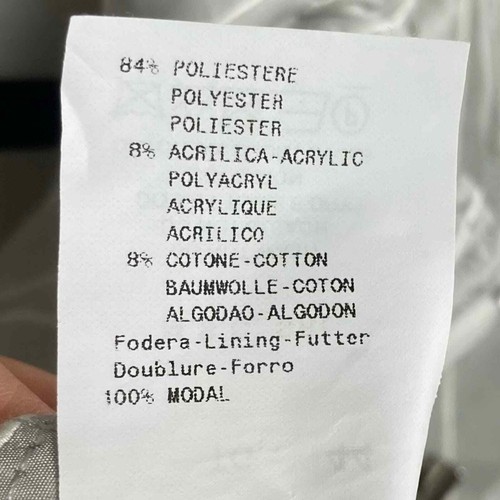 84% POLIESTERE
POLYESTER
POLIESTER
8% ACRILICA-ACRYLIC
POLYACRYL
ACRYLIQUE
ACRILICO
8% COTONE-COTTON
BAUMWOLLE-COTON
ALGODAO-ALGODON
Fodera-Lining-Futter
Doublure-Forro
100% MODAL